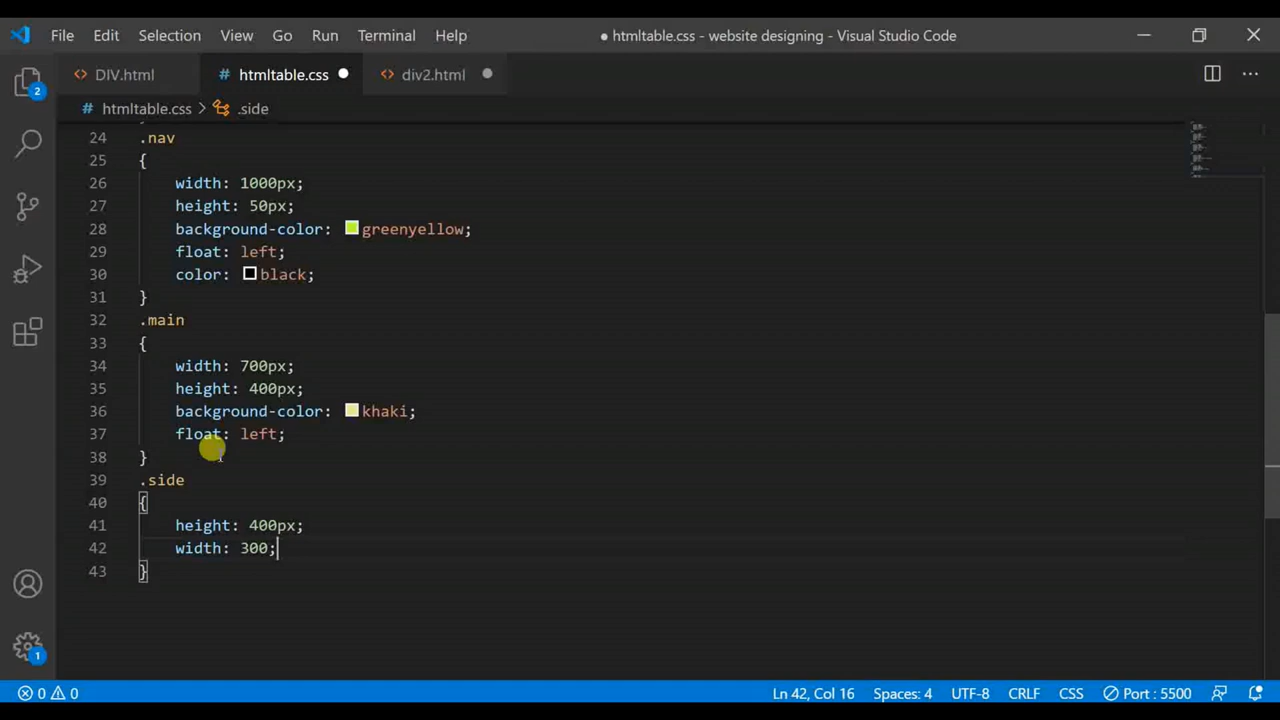 File Edit Selection View Go Run Terminal Help ● htmltable.css - website designing - Visual Studio Code
2 <> DIV.html # htmltable.css ● <> div2.html ● ...
# htmltable.css > .side
24 .nav
25 {
26 width: 1000px;
27 height: 50px;
28 background-color: greenyellow;
29 float: left;
30 color: black;
31 }
32 .main
33 {
34 width: 700px;
35 height: 400px;
36 background-color: khaki;
37 float: left;
38 }
39 .side
40 {
41 height: 400px;
42 width: 300;
43 }
1
0 0 Ln 42, Col 16 Spaces: 4 UTF-8 CRLF CSS Port : 5500